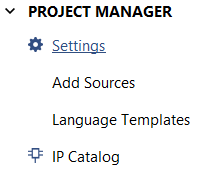 PROJECT MANAGER
Settings
Add Sources
Language Templates
IP Catalog